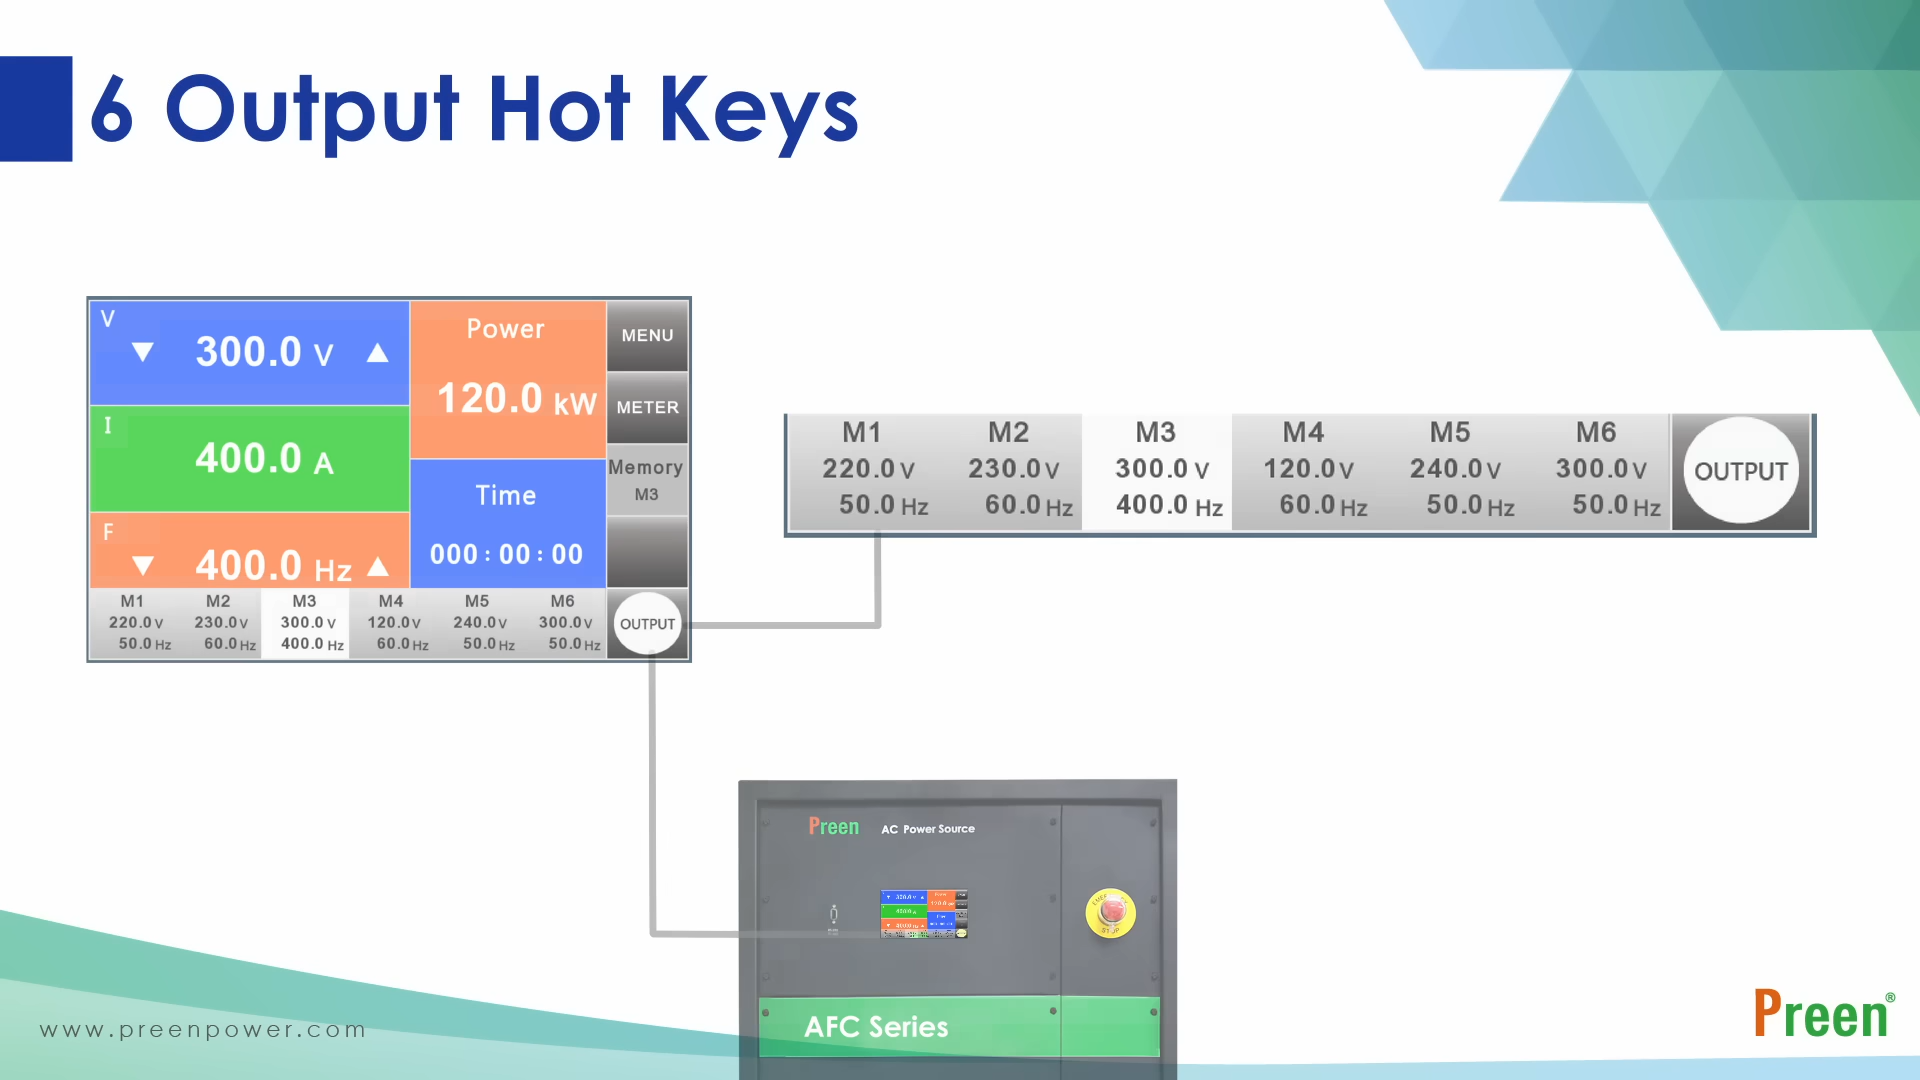 6 Output Hot Keys
V
300.0 V
I
400.0 A
F
400.0 Hz
Power
120.0 kW
Time
000:00:00
MENU
METER
Memory
M3
M1 M2 M3 M4 M5 M6
220.0 V 230.0 V 300.0 V 120.0 V 240.0 V 300.0 V
50.0 Hz 60.0 Hz 400.0 Hz 60.0 Hz 50.0 Hz 50.0 Hz
OUTPUT
M1 M2 M3 M4 M5 M6
220.0 V 230.0 V 300.0 V 120.0 V 240.0 V 300.0 V
50.0 Hz 60.0 Hz 400.0 Hz 60.0 Hz 50.0 Hz 50.0 Hz
OUTPUT
Preen AC Power Source
STOP
AFC Series
www.preenpower.com
Preen®